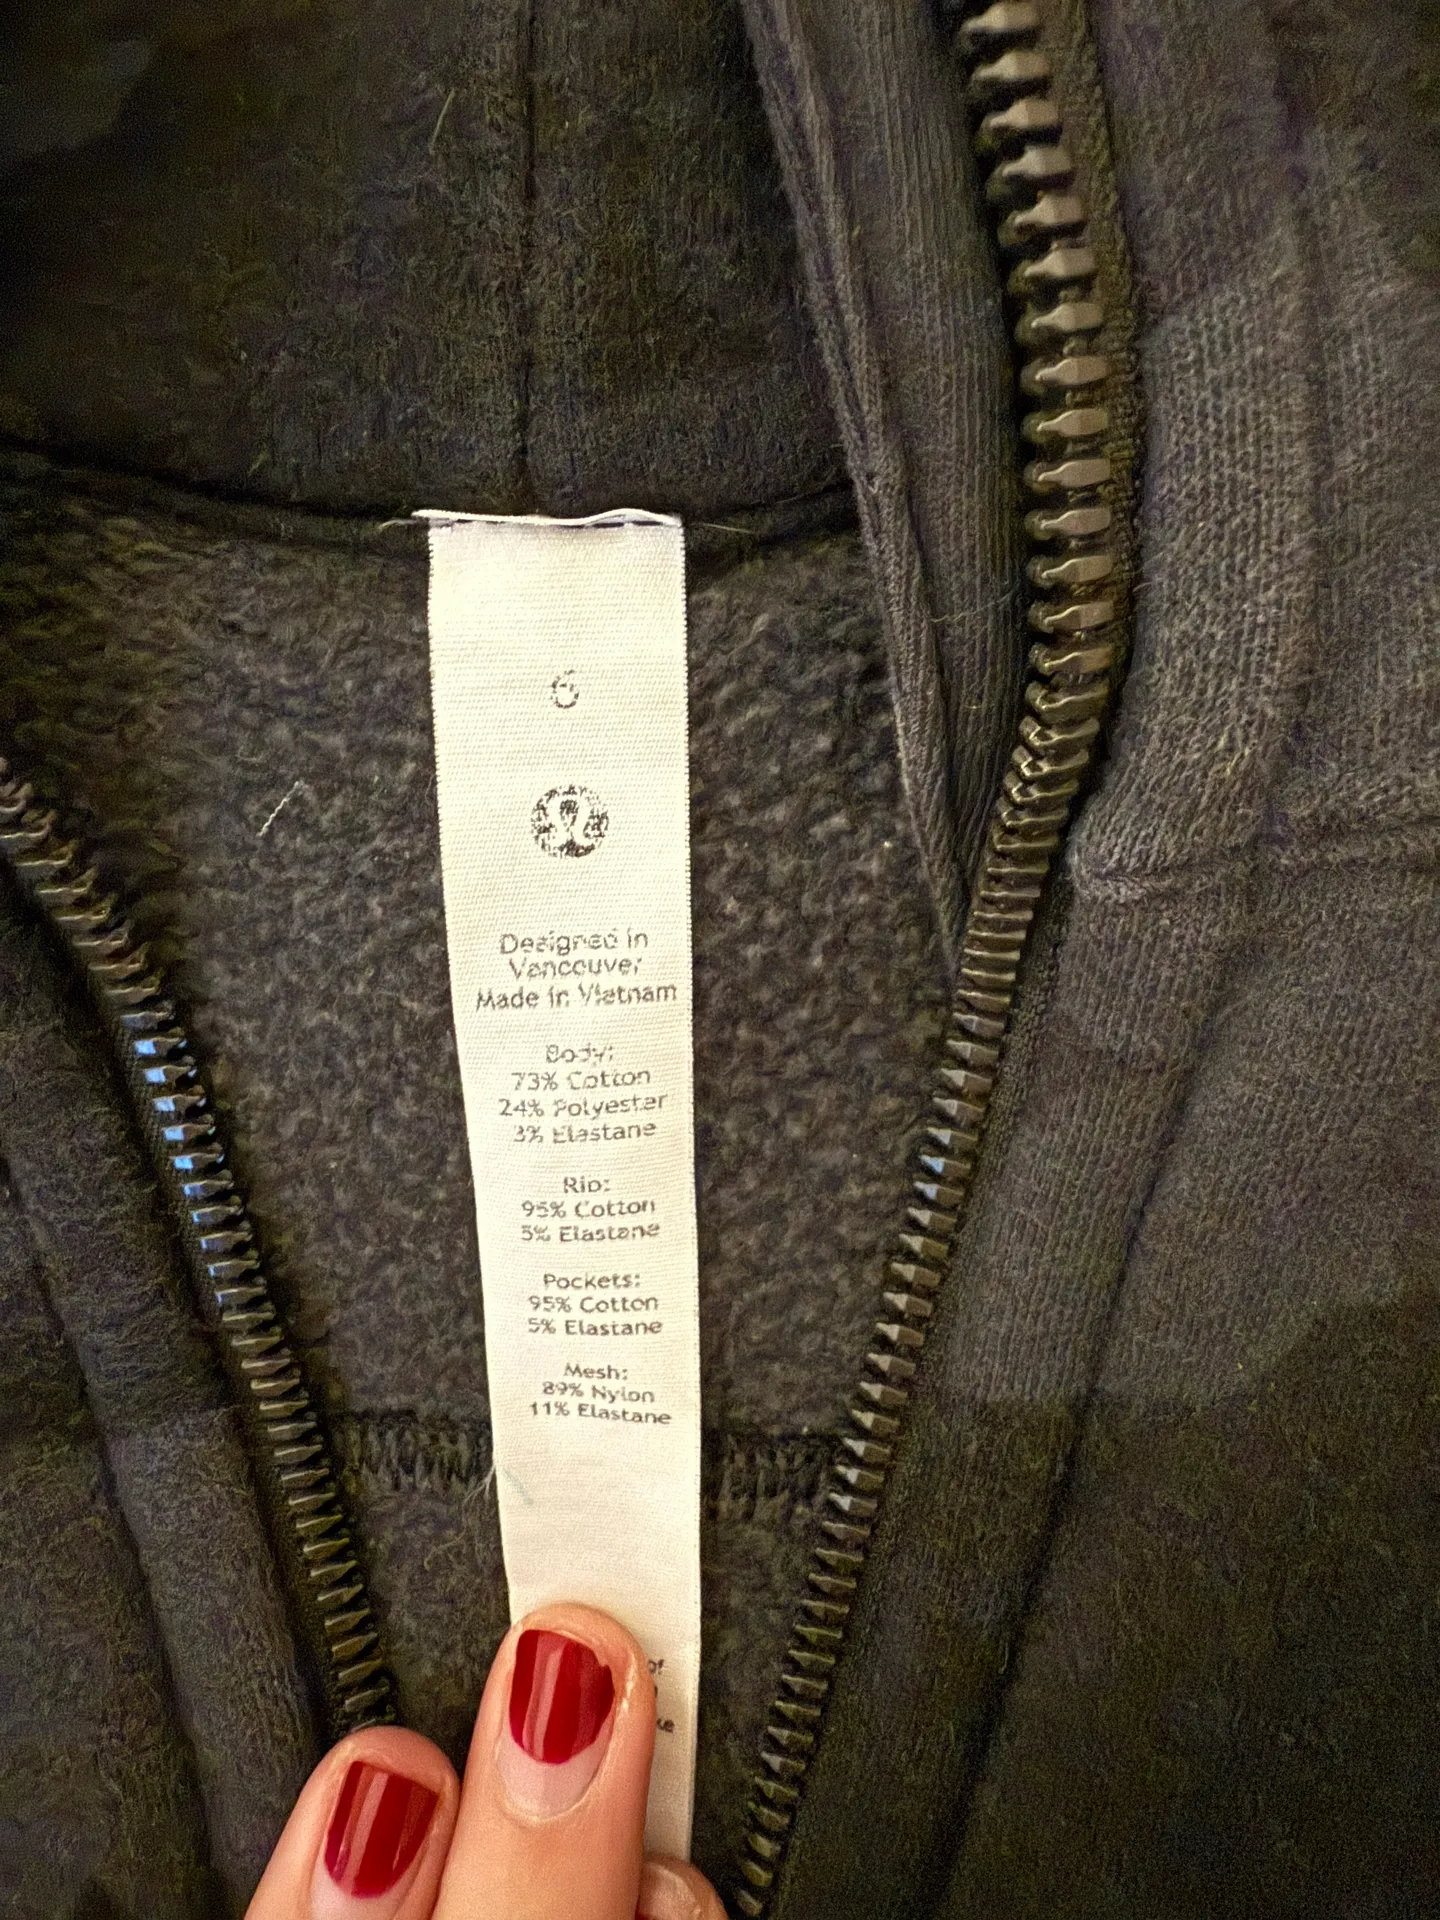 6
Designed in
Vancouver
Made in Vietnam
Body:
73% Cotton
24% Polyester
3% Elastane
Rib:
95% Cotton
5% Elastane
Pockets:
95% Cotton
5% Elastane
Mesh:
89% Nylon
11% Elastane
of